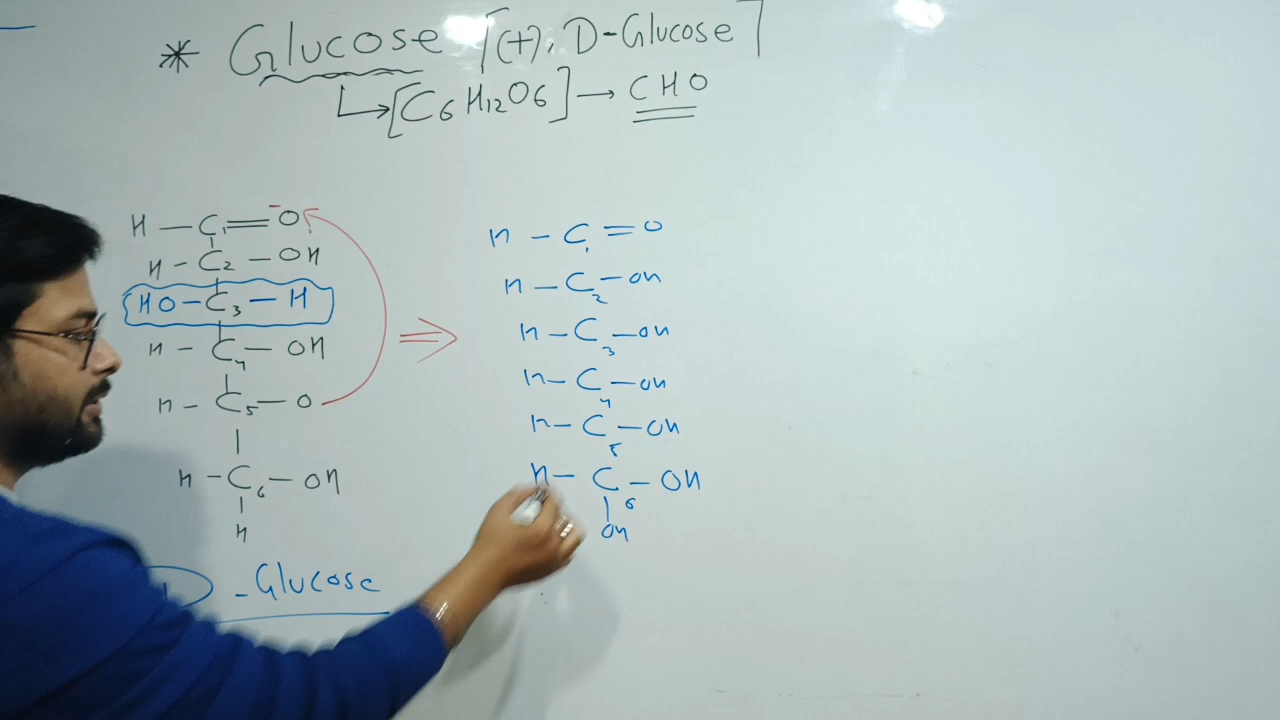 * Glucose [(+), D-Glucose]
↳[C6H12O6] → CHO
H — C1 = O-
H - C2 - OH
HO - C3 - H
H - C4 - OH
H - C5 - O
H - C6 - OH
H
D - Glucose
⇒
H - C1 = O
H - C2 - OH
H - C3 - OH
H - C4 - OH
H - C5 - OH
H - C6 - OH
OH